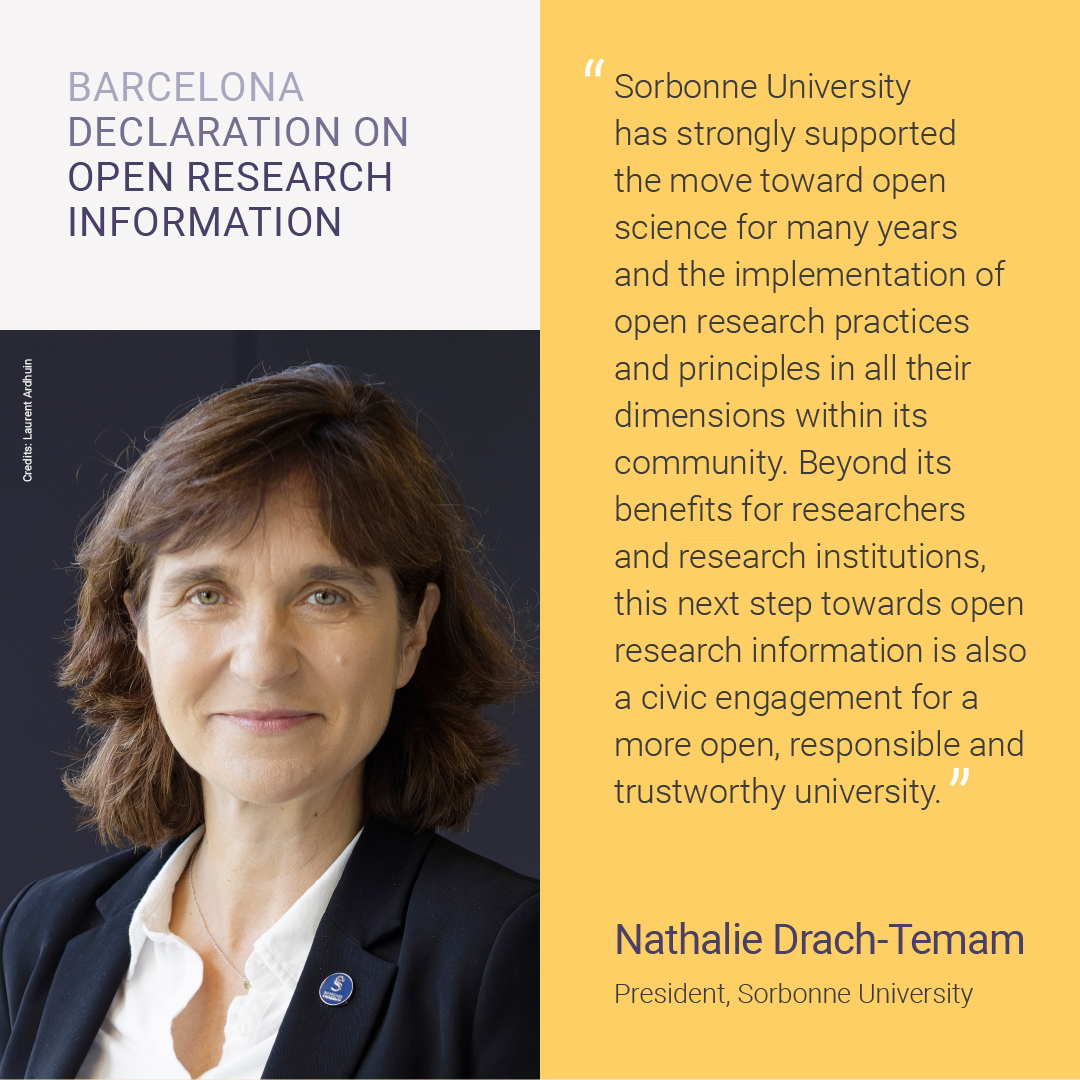 BARCELONA
DECLARATION ON
OPEN RESEARCH
INFORMATION
Credits: Laurent Ardhuin
“ Sorbonne University
has strongly supported
the move toward open
science for many years
and the implementation of
open research practices
and principles in all their
dimensions within its
community. Beyond its
benefits for researchers
and research institutions,
this next step towards open
research information is also
a civic engagement for a
more open, responsible and
trustworthy university. ”
Nathalie Drach-Temam
President, Sorbonne University